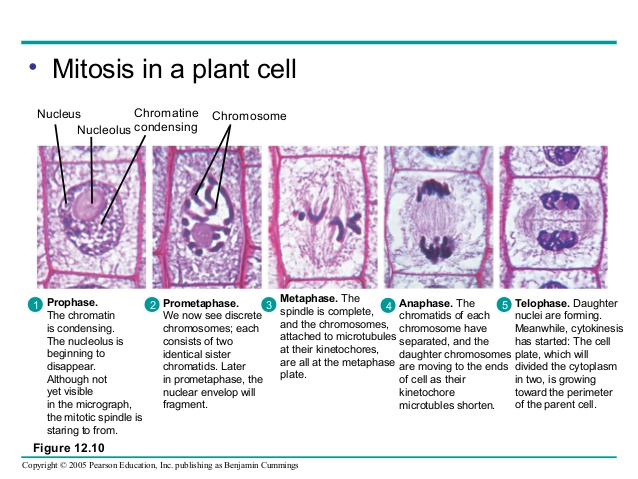 • Mitosis in a plant cell
Nucleus
Nucleolus
Chromatine
condensing
Chromosome
1 Prophase.
The chromatin
is condensing.
The nucleolus is
beginning to
disappear.
Although not
yet visible
in the micrograph,
the mitotic spindle is
staring to from.
2 Prometaphase.
We now see discrete
chromosomes; each
consists of two
identical sister
chromatids. Later
in prometaphase, the
nuclear envelop will
fragment.
3 Metaphase. The
spindle is complete,
and the chromosomes,
attached to microtubules
at their kinetochores,
are all at the metaphase
plate.
4 Anaphase. The
chromatids of each
chromosome have
separated, and the
daughter chromosomes
are moving to the ends
of cell as their
kinetochore
microtubles shorten.
5 Telophase. Daughter
nuclei are forming.
Meanwhile, cytokinesis
has started: The cell
plate, which will
divided the cytoplasm
in two, is growing
toward the perimeter
of the parent cell.
Figure 12.10
Copyright © 2005 Pearson Education, Inc. publishing as Benjamin Cummings